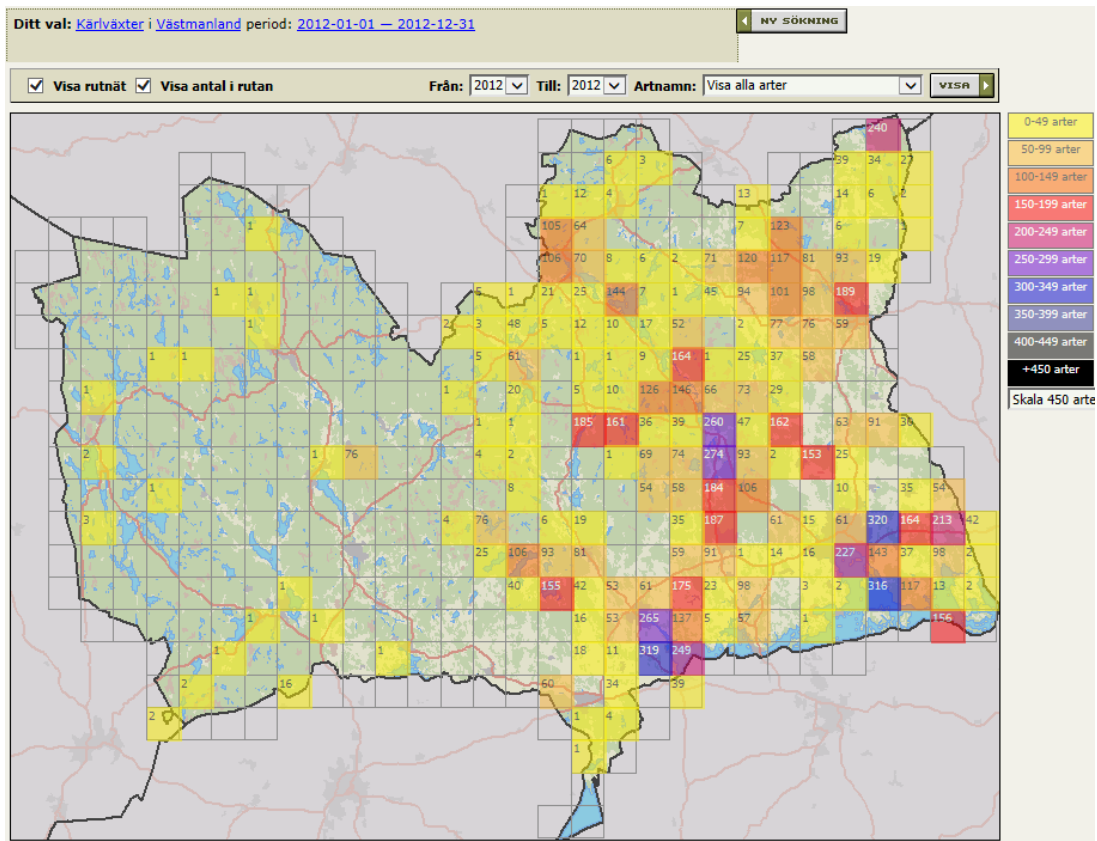 Ditt val: Kärlväxter i Västmanland period: 2012-01-01 — 2012-12-31
NY SÖKNING
Visa rutnät Visa antal i rutan Från: 2012 Till: 2012 Artnamn: Visa alla arter VISA
0-49 arter
50-99 arter
100-149 arter
150-199 arter
200-249 arter
250-299 arter
300-349 arter
350-399 arter
400-449 arter
+450 arter
Skala 450 arte
240
6 3 39 34 27
1 12 4 13 14 6 2
1 105 64 7 123 6 1
106 70 8 6 2 71 120 117 81 93 19
1 1 5 1 21 25 144 7 1 45 94 101 98 189
1 2 3 48 5 12 10 17 52 2 77 76 59
1 1 5 61 1 1 9 164 1 25 37 58
1 1 20 5 10 126 146 66 73 29
1 1 185 161 36 39 260 47 162 63 91 36
2 1 76 4 2 1 69 74 274 93 2 153 25
1 8 54 58 184 106 10 35 54
3 4 76 6 19 35 187 61 15 61 320 164 213 42
25 106 93 81 59 91 1 14 16 227 143 37 98 2
1 40 155 42 53 61 175 23 98 3 2 316 117 13 2
1 1 16 53 265 137 5 57 1 156
1 1 18 11 319 249
2 16 60 34 39
2 1 4
1